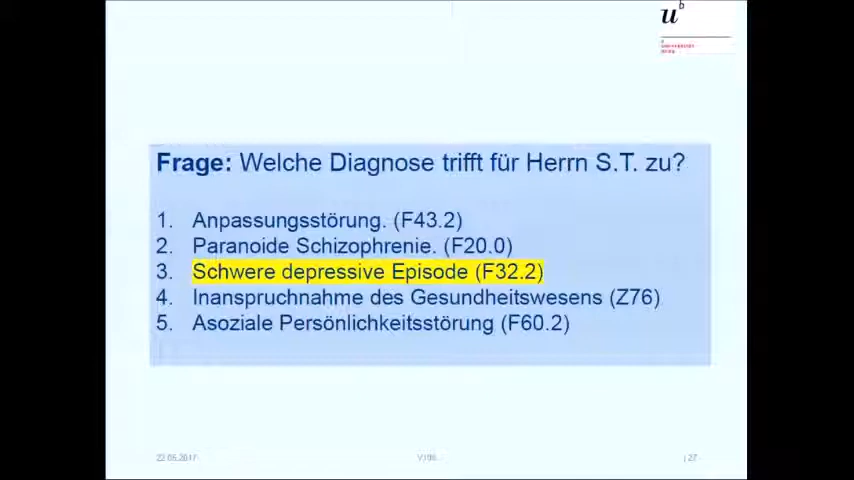 u b
Frage: Welche Diagnose trifft für Herrn S.T. zu?
1. Anpassungsstörung. (F43.2)
2. Paranoide Schizophrenie. (F20.0)
3. Schwere depressive Episode (F32.2)
4. Inanspruchnahme des Gesundheitswesens (Z76)
5. Asoziale Persönlichkeitsstörung (F60.2)
22.05.2017
| 27